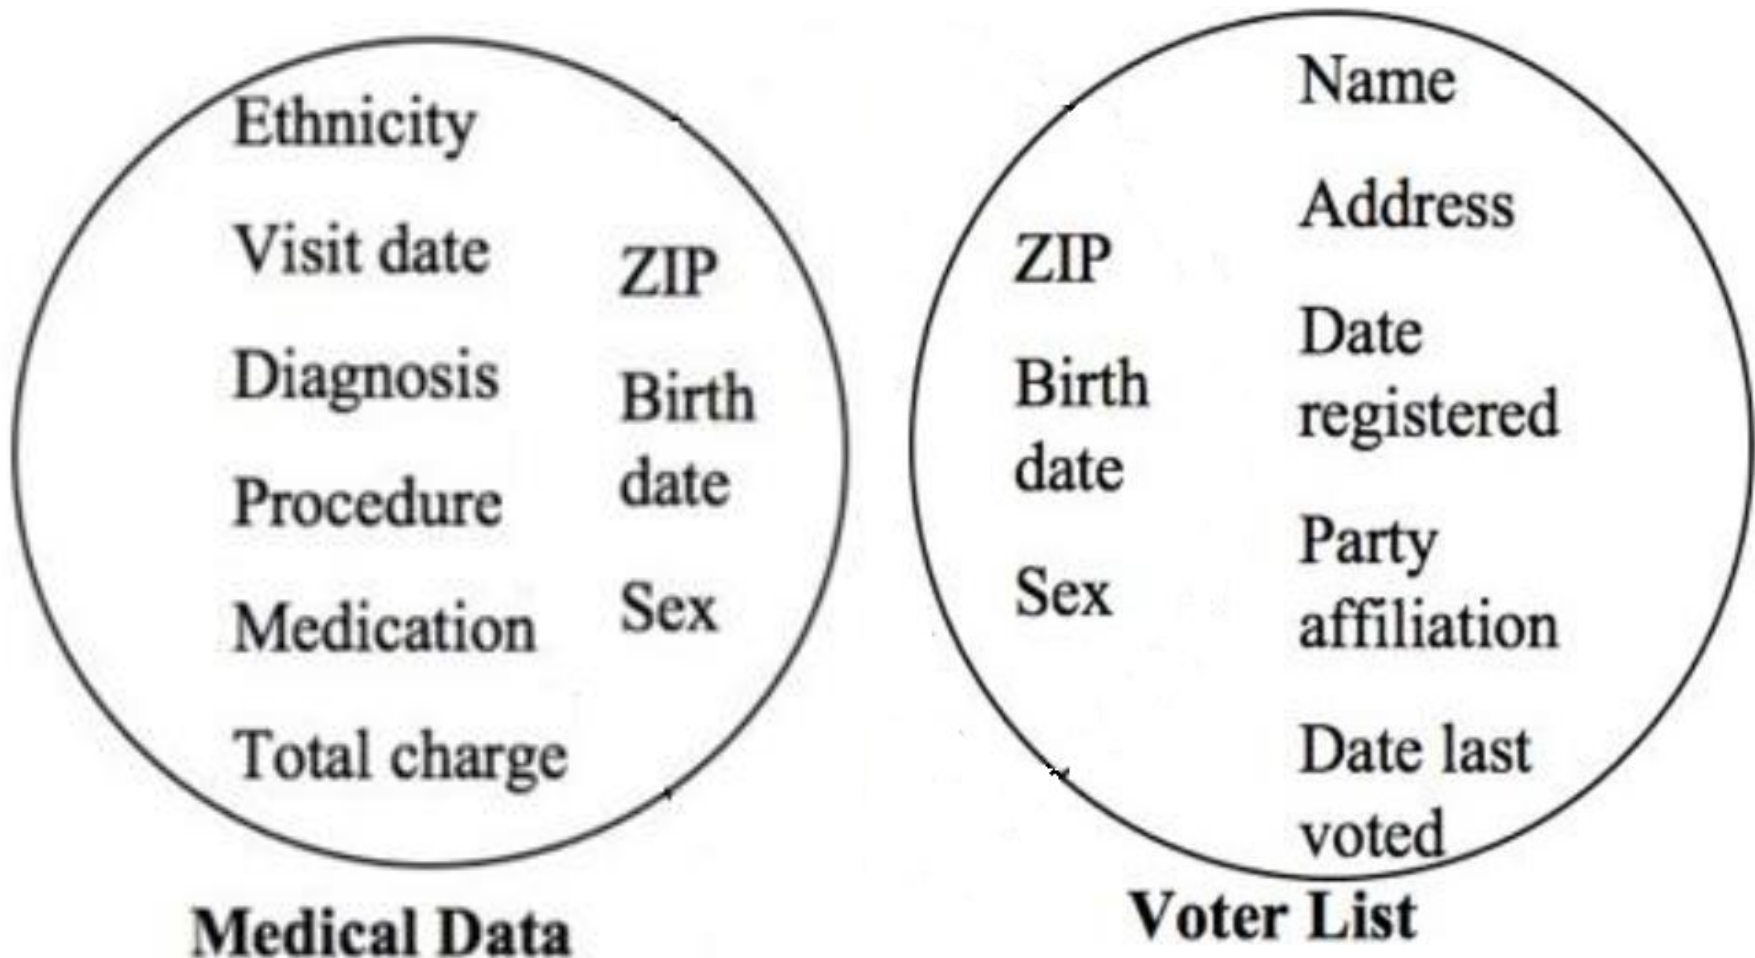 Ethnicity
Visit date
Diagnosis
Procedure
Medication
Total charge
ZIP
Birth
date
Sex
Medical Data
ZIP
Birth
date
Sex
Name
Address
Date
registered
Party
affiliation
Date last
voted
Voter List